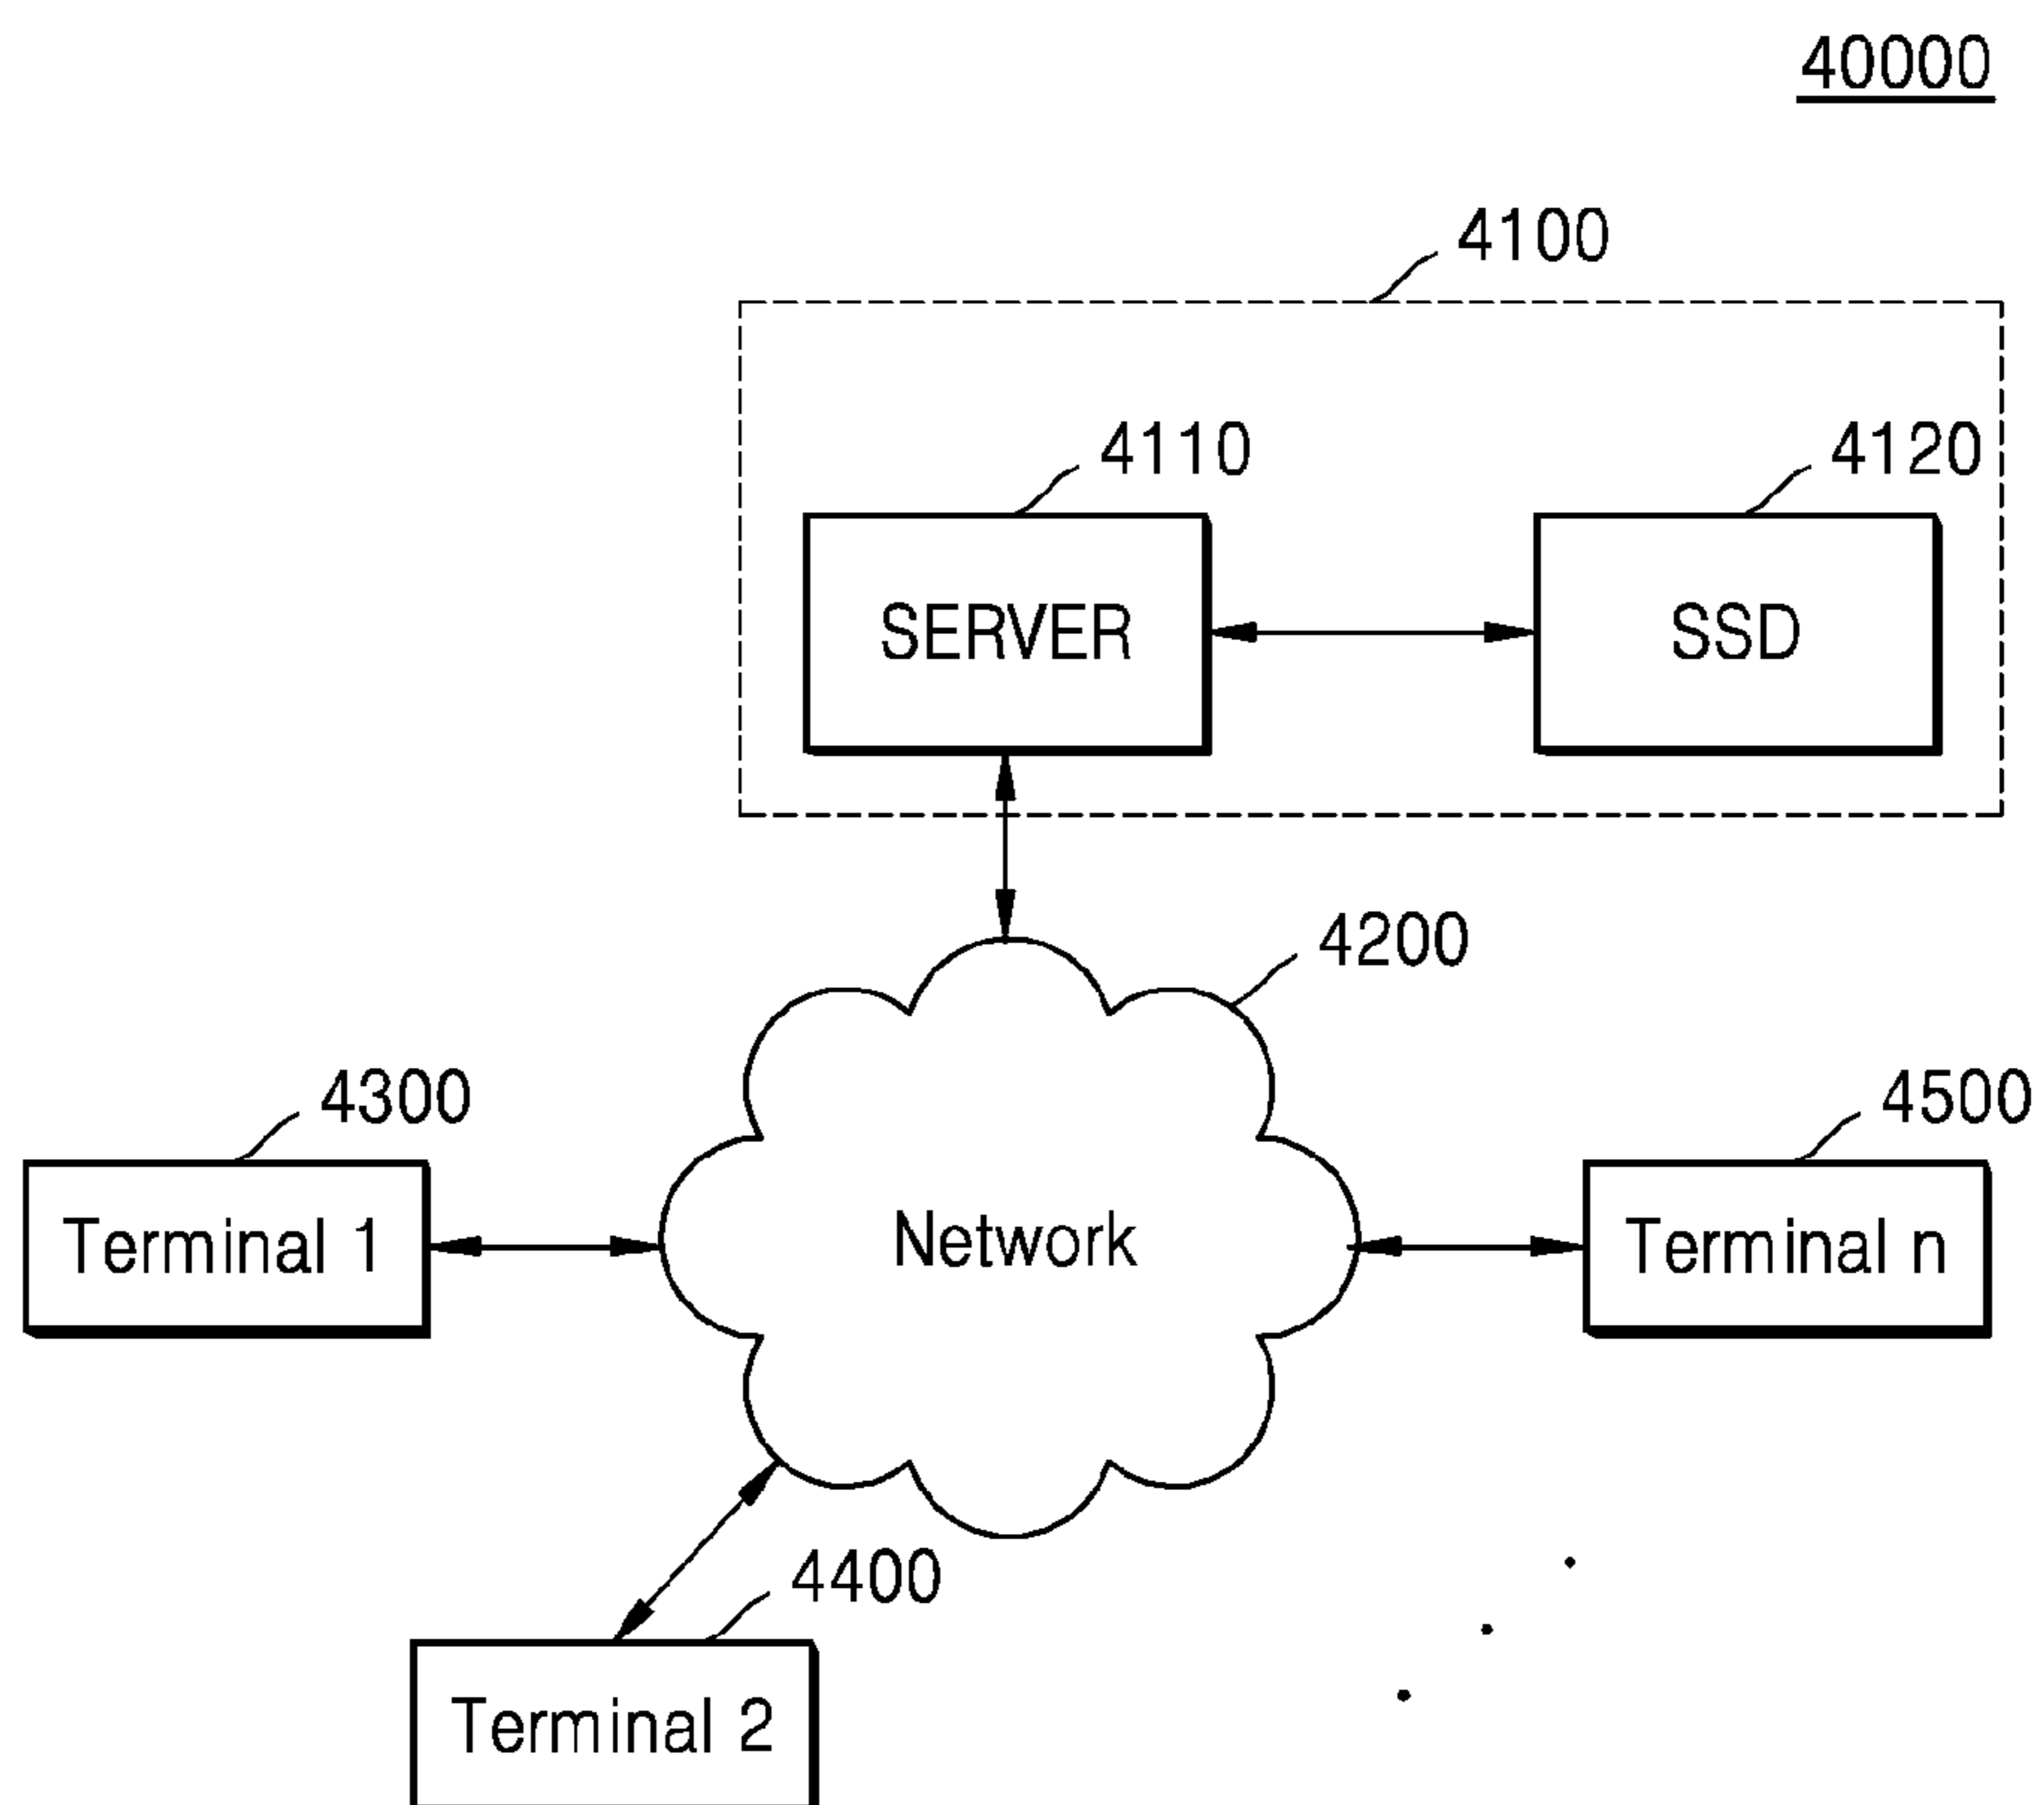 40000
4100
4110
4120
SERVER
SSD
4200
4300
4500
Terminal 1
Network
Terminal n
4400
Terminal 2